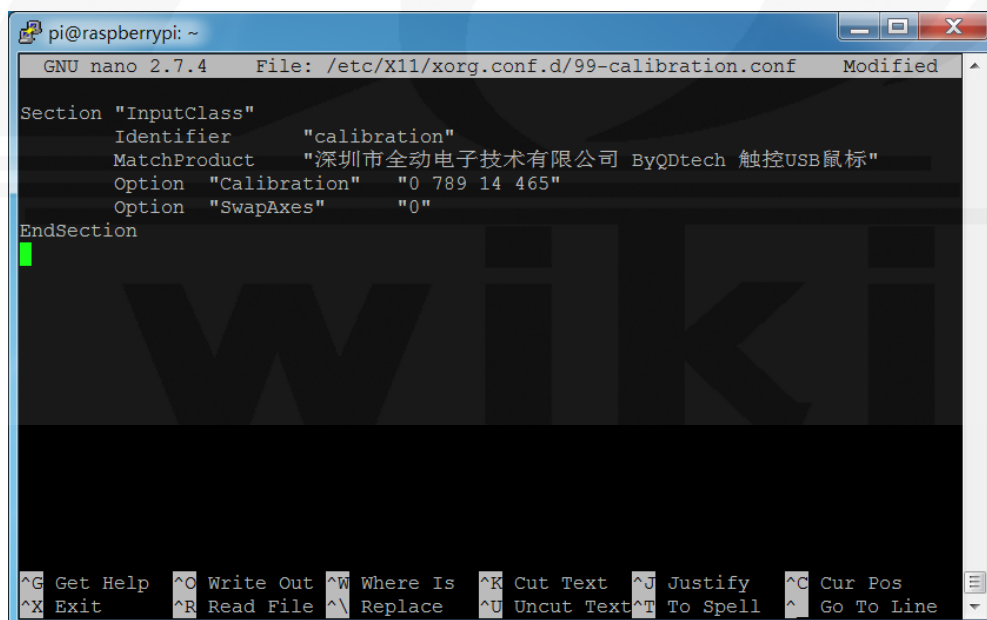 pi@raspberrypi: ~
GNU nano 2.7.4 File: /etc/X11/xorg.conf.d/99-calibration.conf Modified
Section "InputClass"
Identifier "calibration"
MatchProduct "深圳市全动电子技术有限公司 ByQDtech 触控USB鼠标"
Option "Calibration" "0 789 14 465"
Option "SwapAxes" "0"
EndSection
wiki
^G Get Help ^O Write Out ^W Where Is ^K Cut Text ^J Justify ^C Cur Pos
^X Exit ^R Read File ^\ Replace ^U Uncut Text ^T To Spell ^_ Go To Line